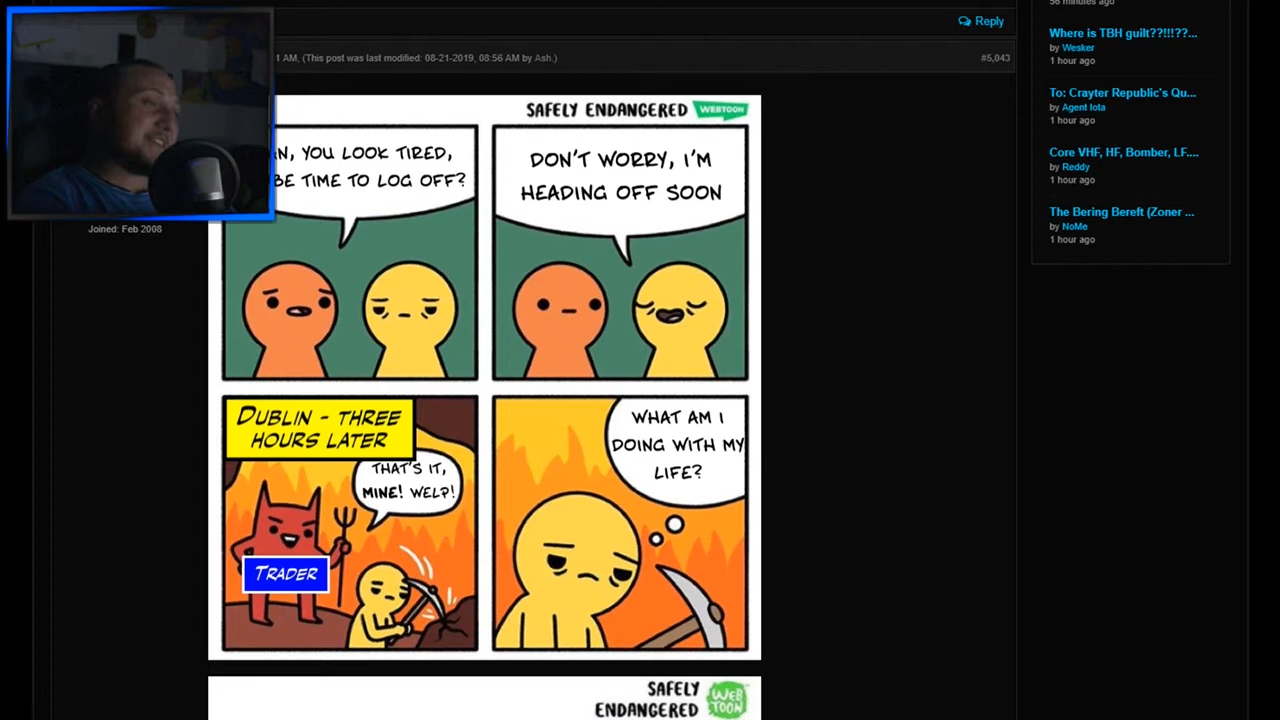 56 minutes ago
Reply
Where is TBH guilt??!!!??...
by Wesker
1 hour ago
1 AM, (This post was last modified: 08-21-2019, 08:56 AM by Ash.)
#5,043
To: Crayter Republic's Qu...
by Agent Iota
1 hour ago
SAFELY ENDANGERED WEBTOON
N, YOU LOOK TIRED,
BE TIME TO LOG OFF?
DON'T WORRY, I'M
HEADING OFF SOON
Core VHF, HF, Bomber, LF....
by Reddy
1 hour ago
The Bering Bereft (Zoner ...
by NoMe
1 hour ago
Joined: Feb 2008
DUBLIN - THREE
HOURS LATER
THAT'S IT,
MINE! WELP!
TRADER
WHAT AM I
DOING WITH MY
LIFE?
SAFELY
ENDANGERED
WEB
TOON